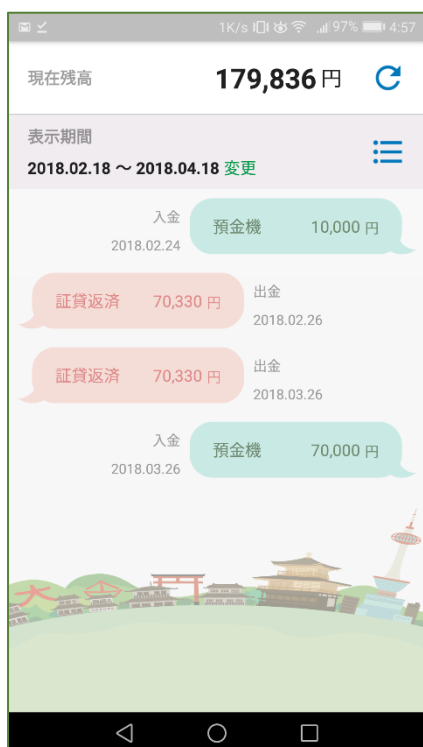 1K/s 97% 4:57
現在残高 179,836 円
表示期間
2018.02.18 ～ 2018.04.18 変更
入金 預金機 10,000 円
2018.02.24
証貸返済 70,330 円 出金
2018.02.26
証貸返済 70,330 円 出金
2018.03.26
入金 預金機 70,000 円
2018.03.26
大 企